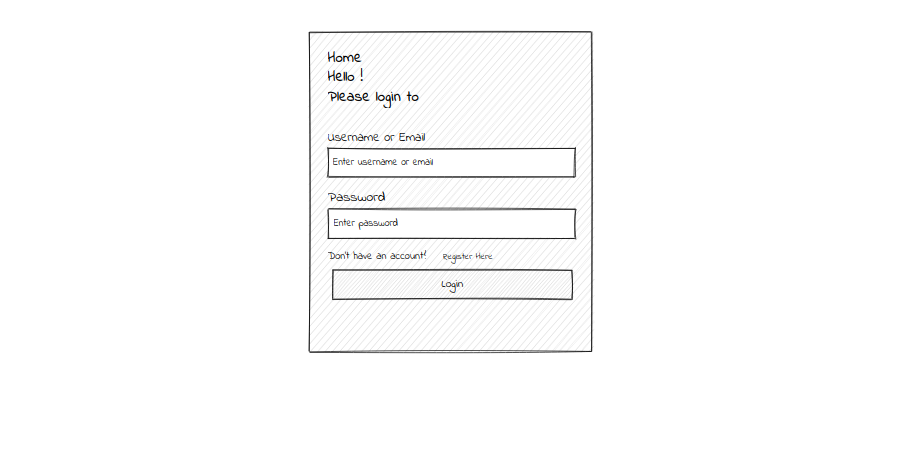 Home
Hello !
Please login to
Username or Email
Enter username or email
Password
Enter password
Don't have an account? Register Here
Login